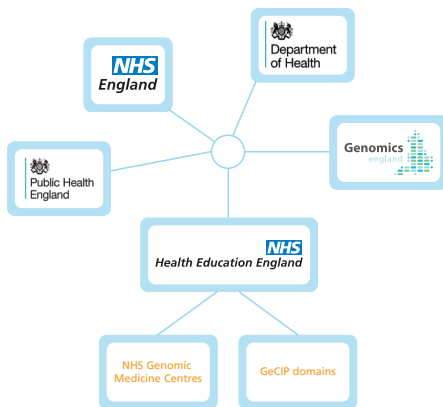 Department
of Health
NHS
England
Genomics
england
Public Health
England
NHS
Health Education England
NHS Genomic
Medicine Centres
GeCIP domains